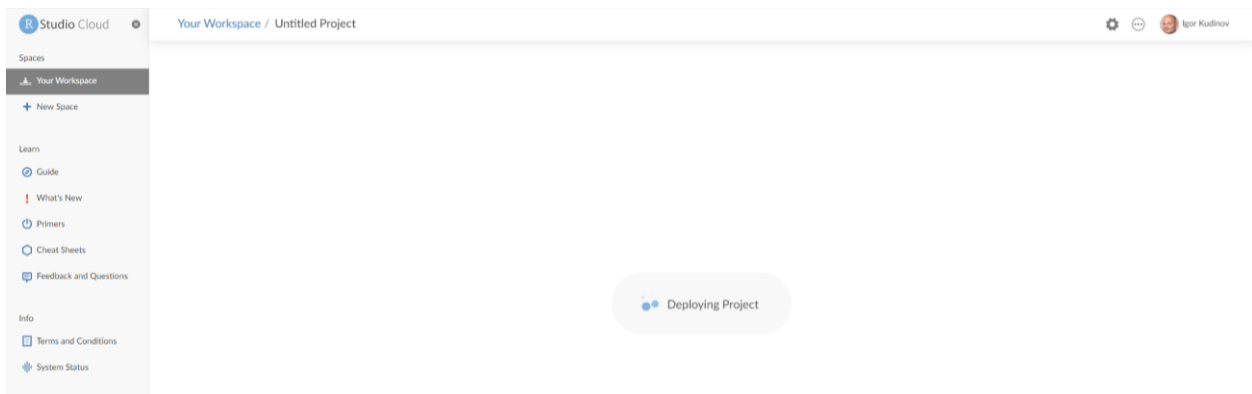 R Studio Cloud
Your Workspace / Untitled Project
Igor Kudinov
Spaces
Your Workspace
New Space
Learn
Guide
What's New
Primers
Cheat Sheets
Feedback and Questions
Deploying Project
Info
Terms and Conditions
System Status